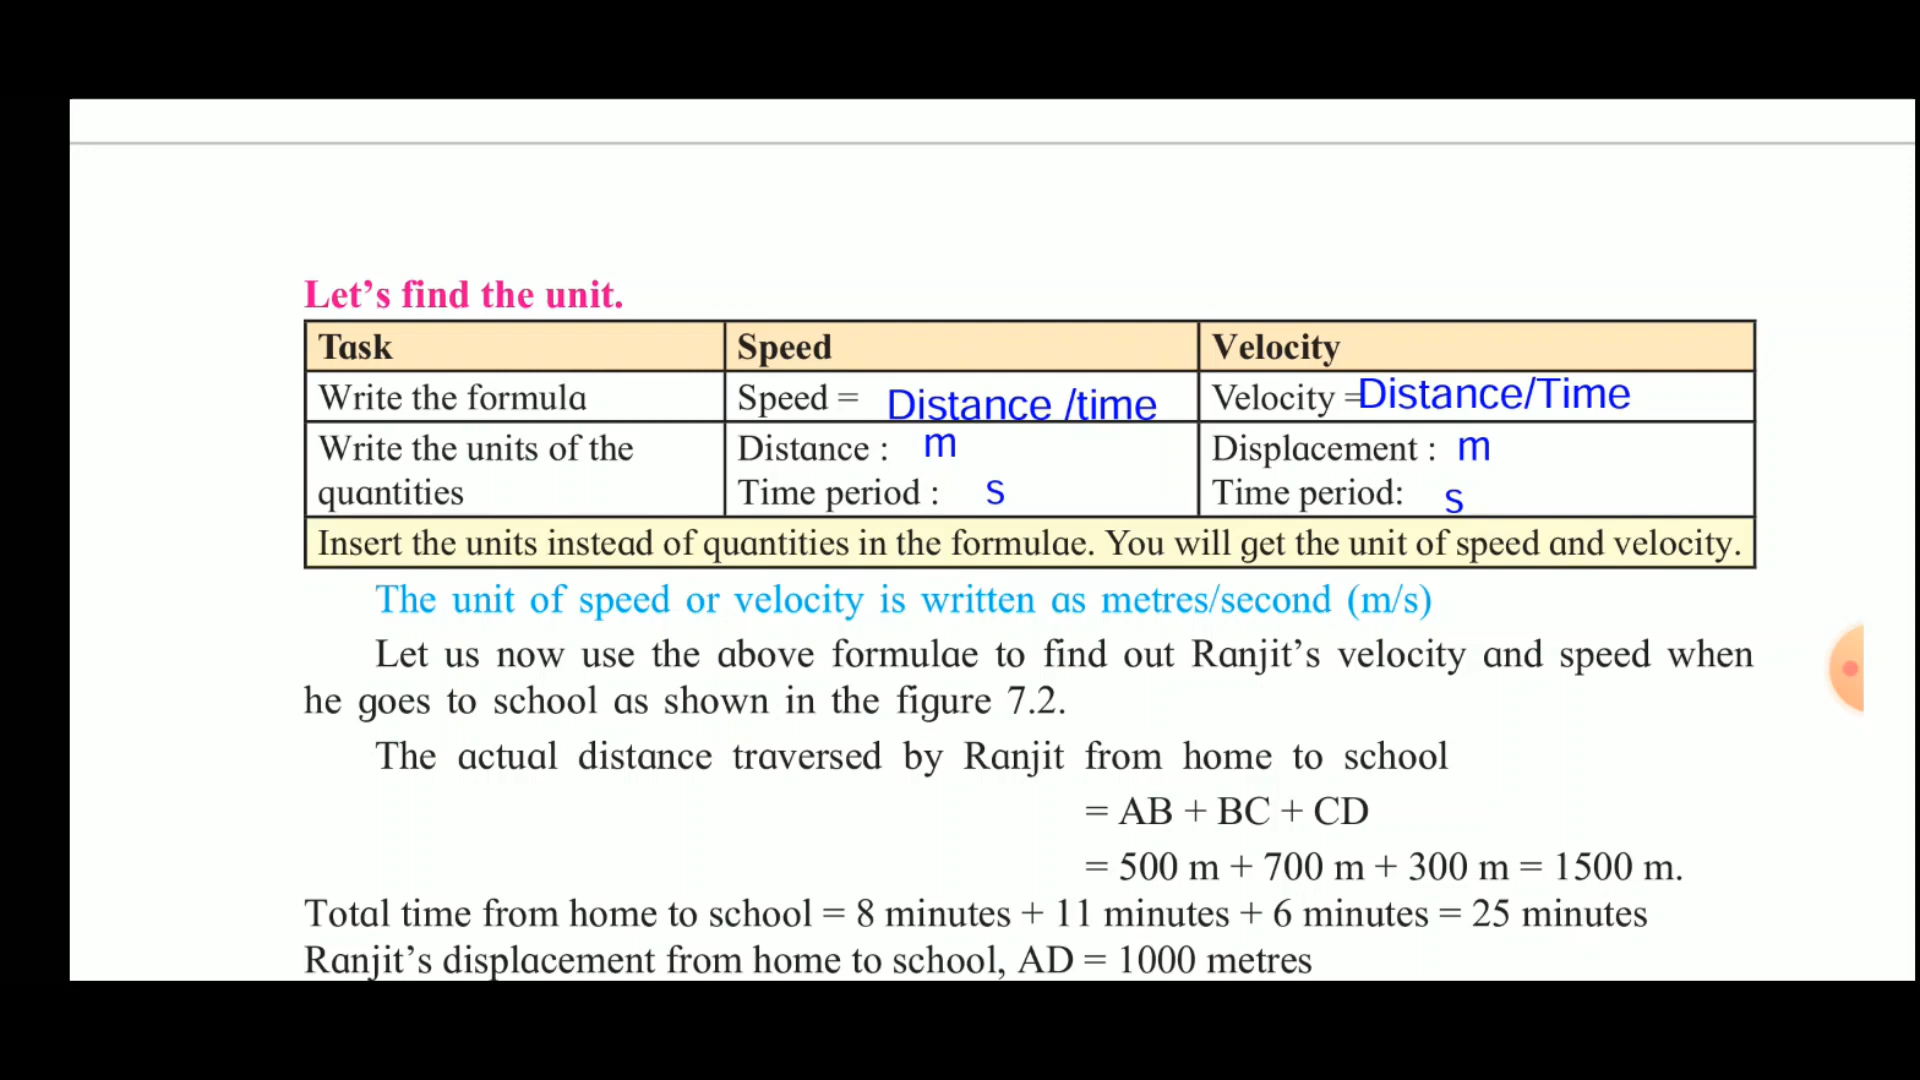 Let’s find the unit.
Task Speed Velocity
Write the formula Speed = Distance /time Velocity =Distance/Time
Write the units of the Distance : m Displacement : m
quantities Time period : s Time period: s
Insert the units instead of quantities in the formulae. You will get the unit of speed and velocity.
The unit of speed or velocity is written as metres/second (m/s)
Let us now use the above formulae to find out Ranjit’s velocity and speed when
he goes to school as shown in the figure 7.2.
The actual distance traversed by Ranjit from home to school
= AB + BC + CD
= 500 m + 700 m + 300 m = 1500 m.
Total time from home to school = 8 minutes + 11 minutes + 6 minutes = 25 minutes
Ranjit’s displacement from home to school, AD = 1000 metres